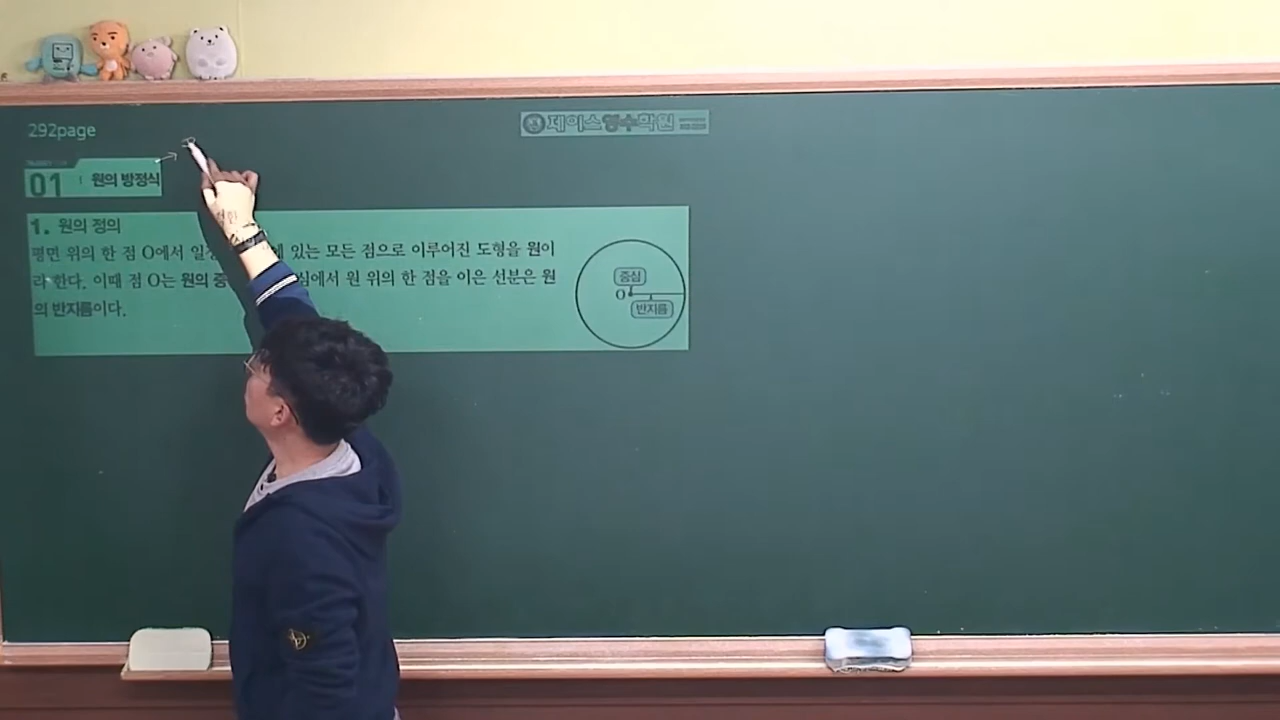 292page
제이스영수학원
01 원의 방정식
1. 원의 정의
평면 위의 한 점 O에서 일정 에 있는 모든 점으로 이루어진 도형을 원이
라 한다. 이때 점 O는 원의 중 심에서 원 위의 한 점을 이은 선분은 원
의 반지름이다.
중심
O
반지름